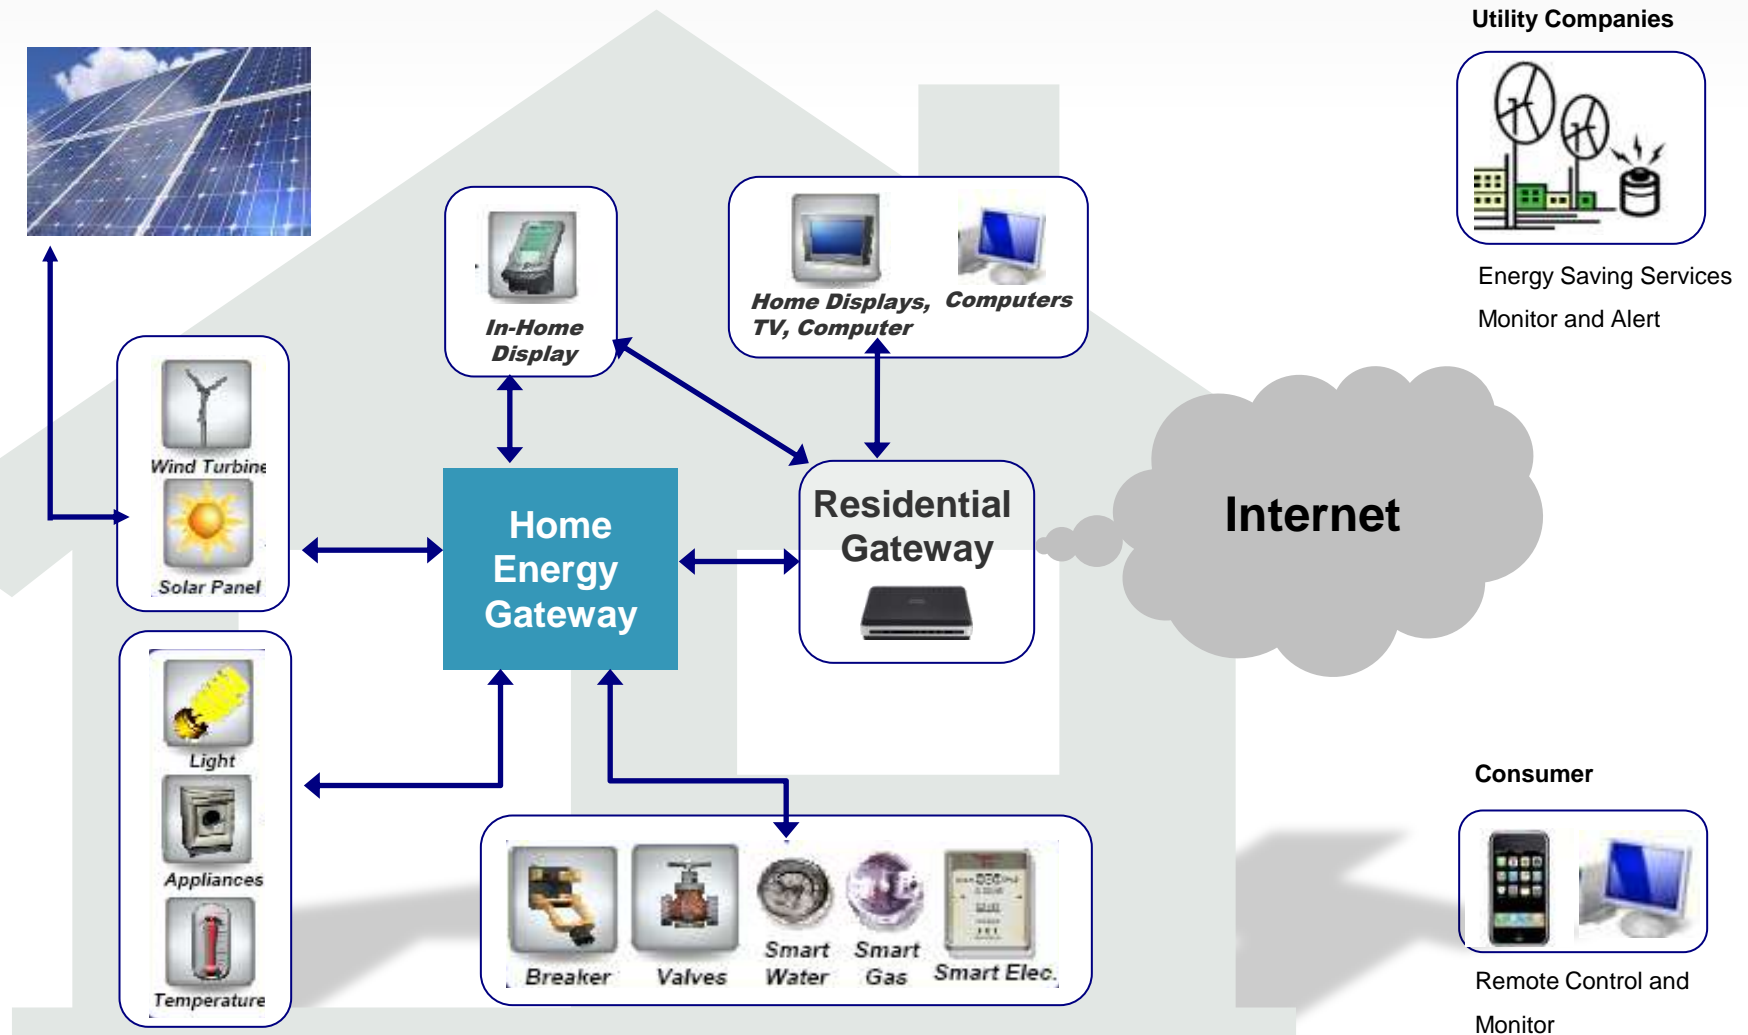 Utility Companies
Energy Saving Services
Monitor and Alert
In-Home
Display
Home Displays,
TV, Computer
Computers
Wind Turbine
Solar Panel
Home
Energy
Gateway
Residential
Gateway
Internet
Light
Appliances
Temperature
Breaker
Valves
Smart
Water
Smart
Gas
Smart Elec.
Consumer
Remote Control and
Monitor